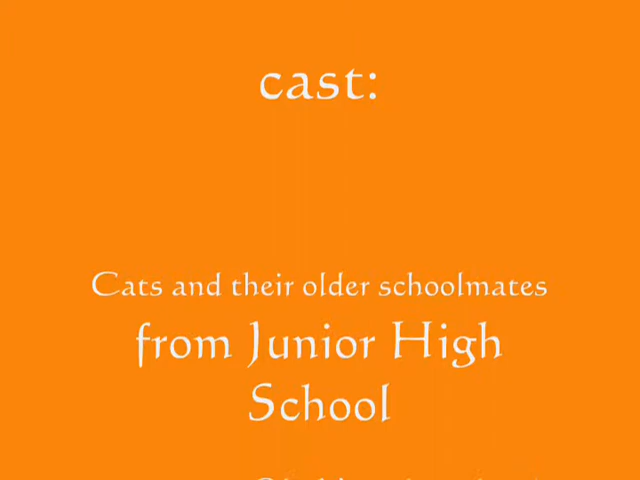 cast:
Cats and their older schoolmates
from Junior High
School